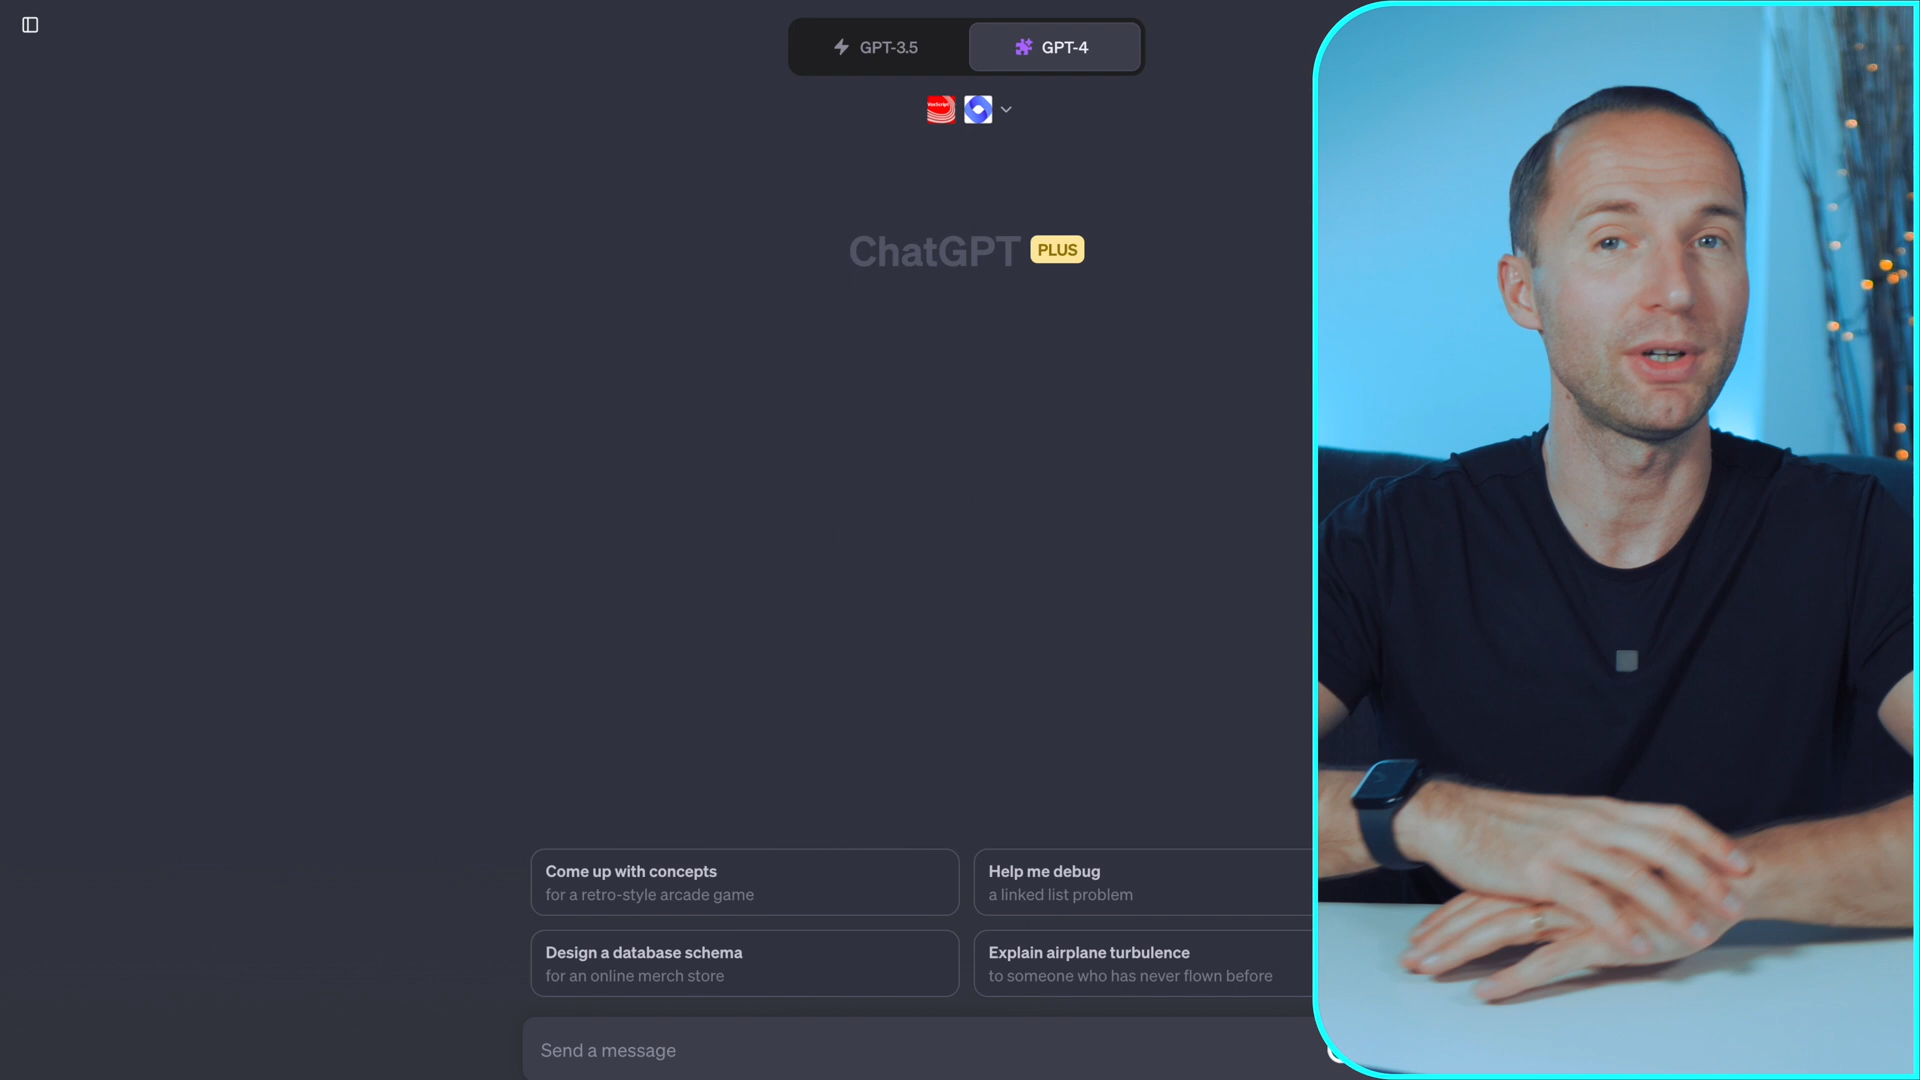 GPT-3.5
GPT-4
VoxScript
ChatGPT PLUS
Come up with concepts
for a retro-style arcade game
Help me debug
a linked list problem
Design a database schema
for an online merch store
Explain airplane turbulence
to someone who has never flown before
Send a message